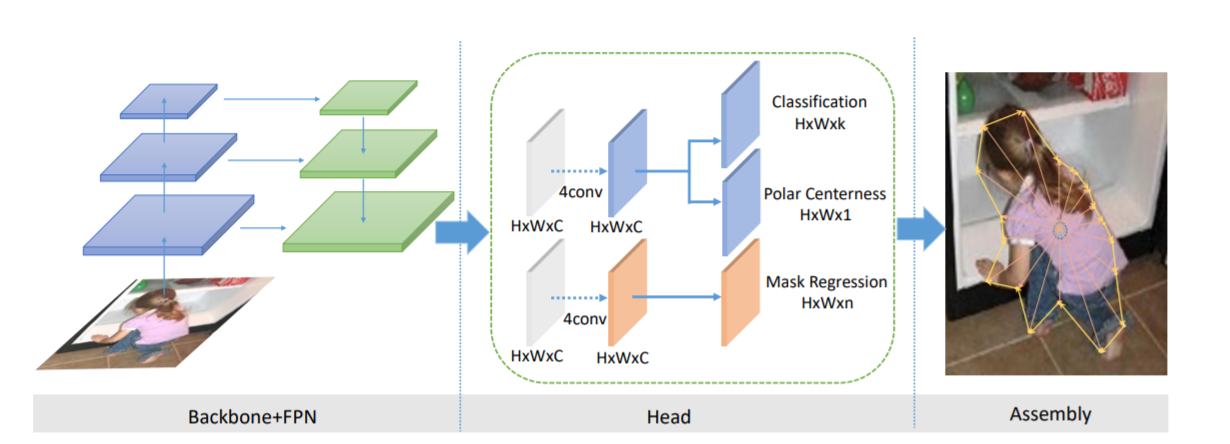 Classification
HxWxk
4conv
HxWxC
HxWxC
Polar Centerness
HxWx1
Mask Regression
HxWxn
4conv
HxWxC
HxWxC
Backbone+FPN
Head
Assembly